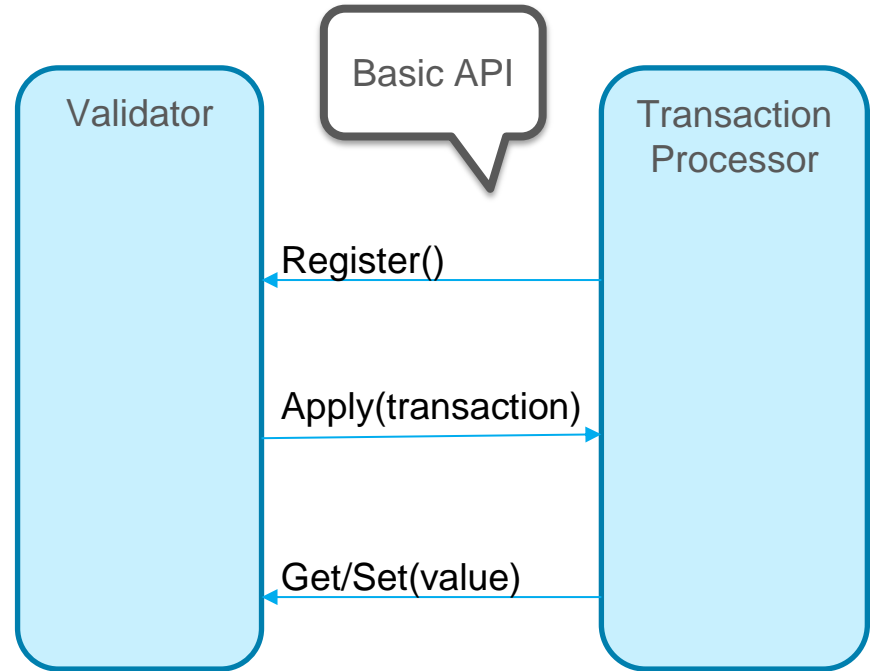 Basic API
Validator
Transaction
Processor
Register()
Apply(transaction)
Get/Set(value)